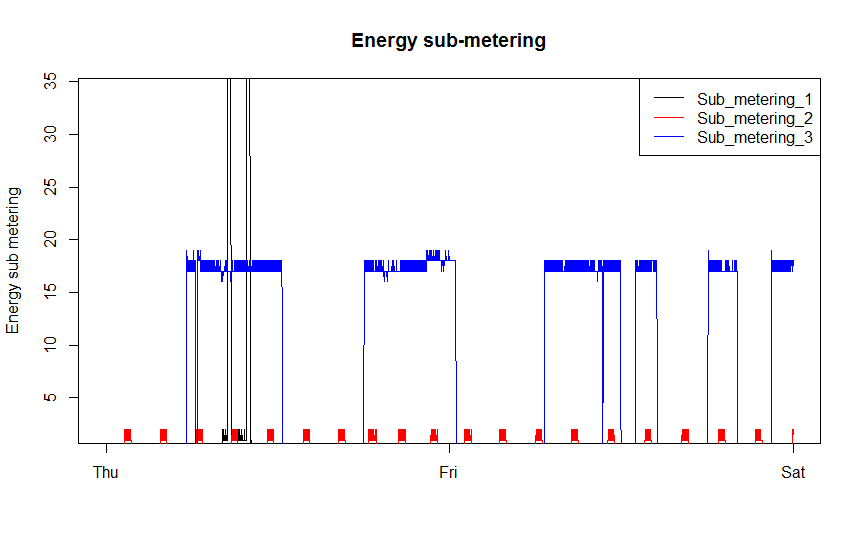 Energy sub-metering
Sub_metering_1
Sub_metering_2
Sub_metering_3
Energy sub metering
35
30
25
20
15
10
5
Thu Fri Sat